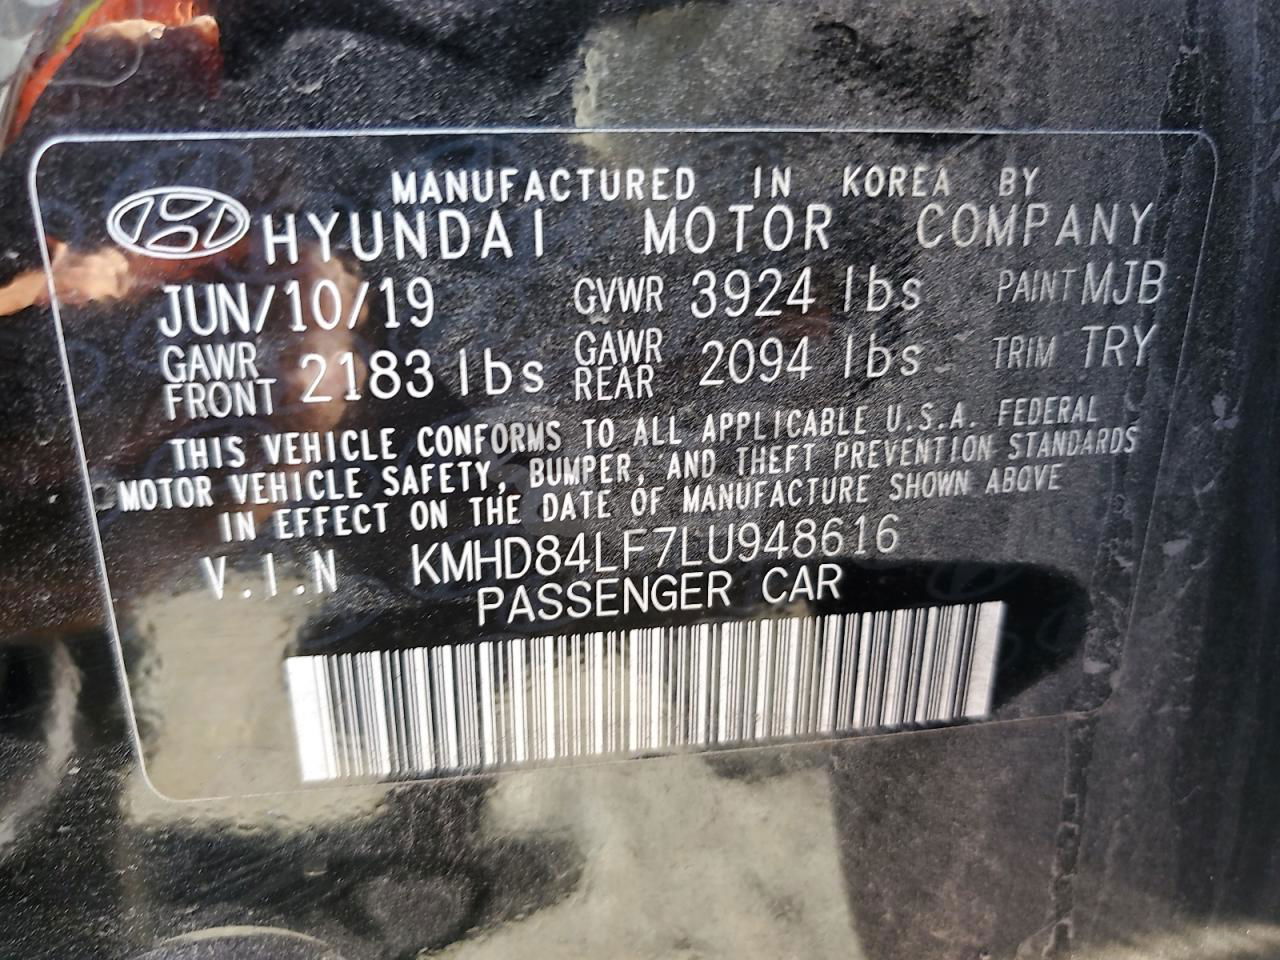 MANUFACTURED IN KOREA BY
HYUNDAI MOTOR COMPANY
JUN/10/19 GVWR 3924 lbs PAINT MJB
GAWR FRONT 2183 lbs GAWR REAR 2094 lbs TRIM TRY
THIS VEHICLE CONFORMS TO ALL APPLICABLE U.S.A. FEDERAL
MOTOR VEHICLE SAFETY, BUMPER, AND THEFT PREVENTION STANDARDS
IN EFFECT ON THE DATE OF MANUFACTURE SHOWN ABOVE
V.I.N KMHD84LF7LU948616
PASSENGER CAR